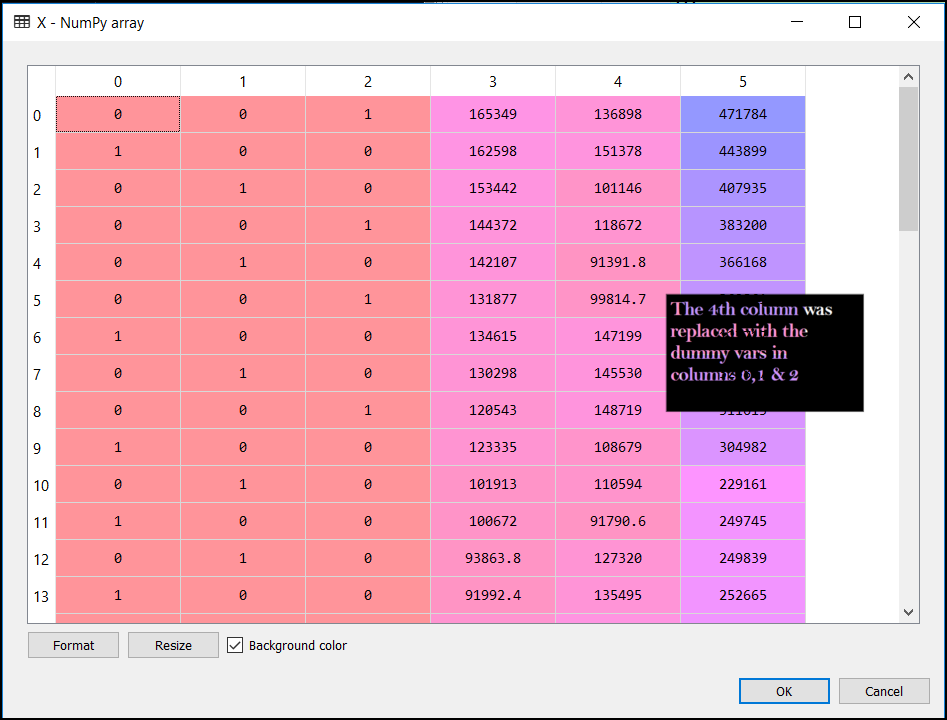 X - NumPy array
0 1 2 3 4 5
0 0 0 1 165349 136898 471784
1 1 0 0 162598 151378 443899
2 0 1 0 153442 101146 407935
3 0 0 1 144372 118672 383200
4 0 1 0 142107 91391.8 366168
5 0 0 1 131877 99814.7
6 1 0 0 134615 147199
7 0 1 0 130298 145530
8 0 0 1 120543 148719
The 4th column was
replaced with the
dummy vars in
columns 0,1 & 2
9 1 0 0 123335 108679 304982
10 0 1 0 101913 110594 229161
11 1 0 0 100672 91790.6 249745
12 0 1 0 93863.8 127320 249839
13 1 0 0 91992.4 135495 252665
Format Resize Background color
OK Cancel